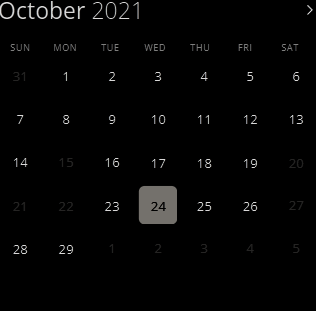 October 2021
SUN MON TUE WED THU FRI SAT
31 1 2 3 4 5 6
7 8 9 10 11 12 13
14 15 16 17 18 19 20
21 22 23 24 25 26 27
28 29 1 2 3 4 5